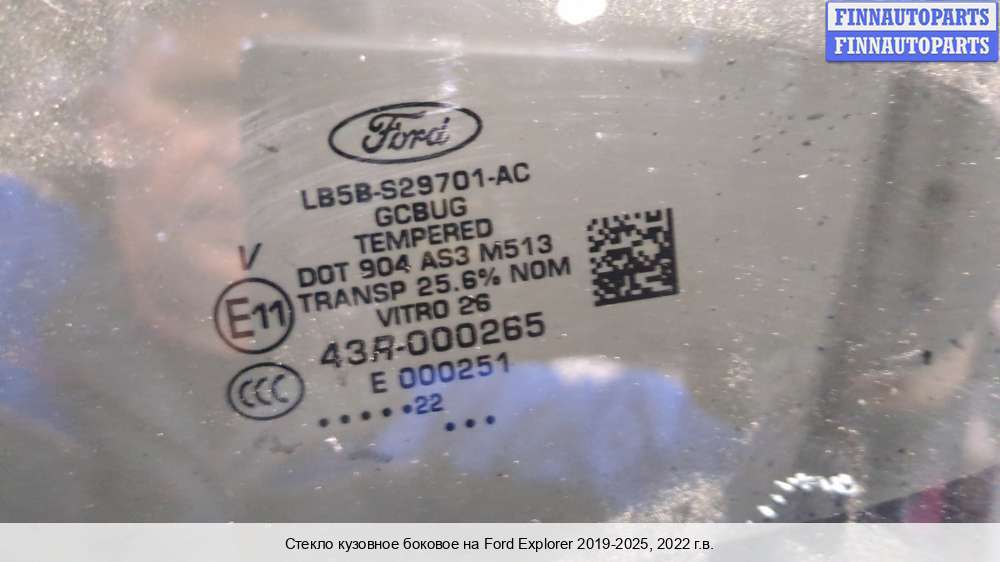 FINNAUTOPARTS
FINNAUTOPARTS
Ford
LB5B-S29701-AC
GCBUG
TEMPERED
DOT 904 AS3 M513
TRANSP 25.6% NOM
VITRO 26
V
E11
43R-000265
CCC
E 000251
.....22
...
Стекло кузовное боковое на Ford Explorer 2019-2025, 2022 г.в.